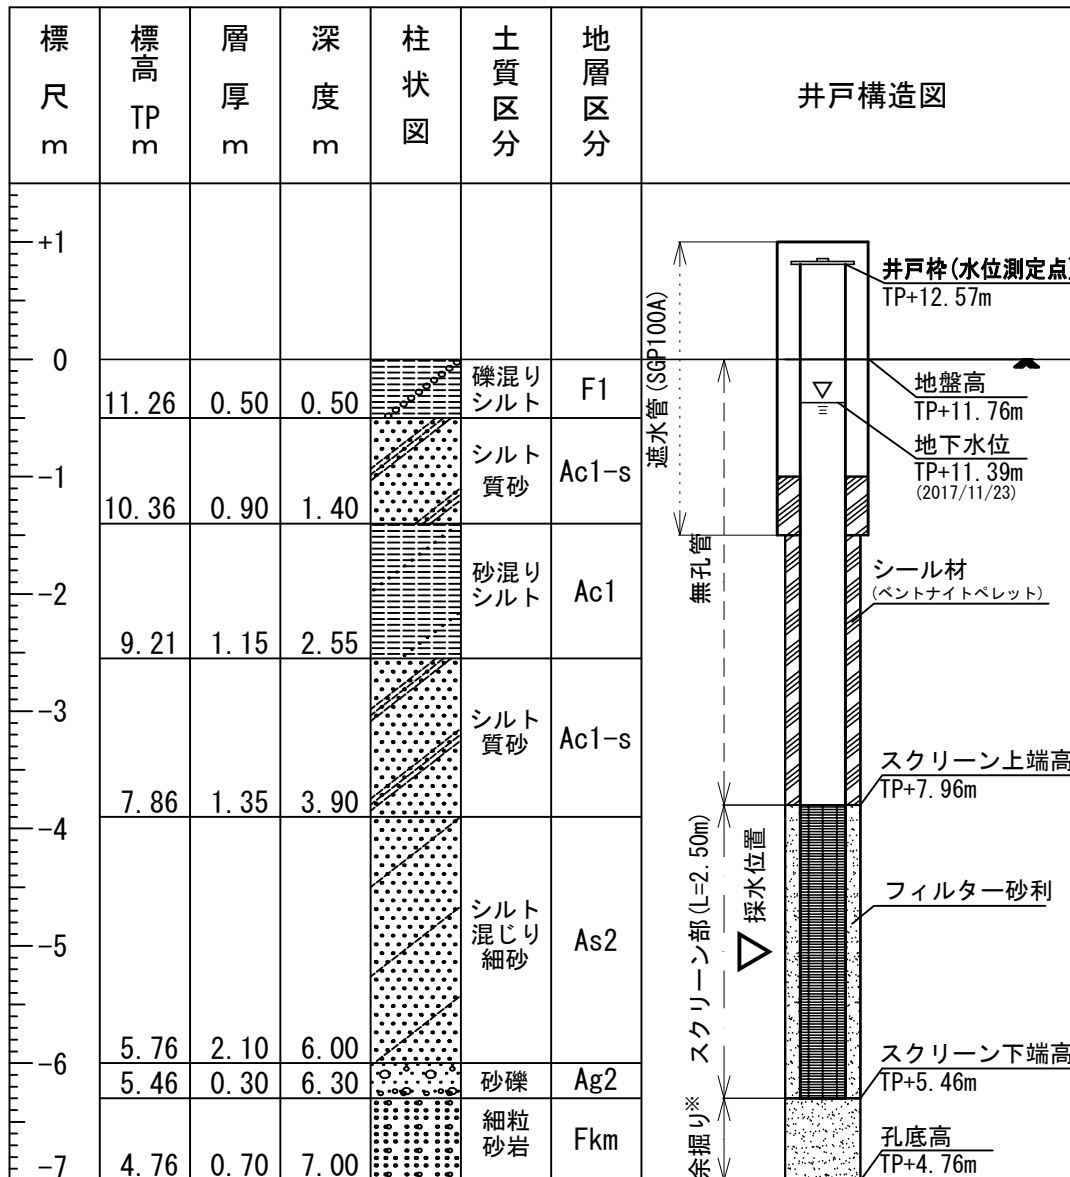 標尺m
標高TPm
層厚m
深度m
柱状図
土質区分
地層区分
井戸構造図
+1
0
-1
-2
-3
-4
-5
-6
-7
11.26 0.50 0.50 礫混り
シルト
F1
10.36 0.90 1.40 シルト
質砂
Ac1-s
9.21 1.15 2.55 砂混り
シルト
Ac1
7.86 1.35 3.90 シルト
質砂
Ac1-s
5.76 2.10 6.00 シルト
混じり
細砂
As2
5.46 0.30 6.30 砂礫 Ag2
4.76 0.70 7.00 細粒
砂岩
Fkm
遮水管(SGP100A)
無孔管
スクリーン部(L=2.50m)
採水位置
余掘り※
井戸枠(水位測定点)
TP+12.57m
地盤高
TP+11.76m
地下水位
TP+11.39m
(2017/11/23)
シール材
(ベントナイトペレット)
スクリーン上端高
TP+7.96m
フィルター砂利
スクリーン下端高
TP+5.46m
孔底高
TP+4.76m